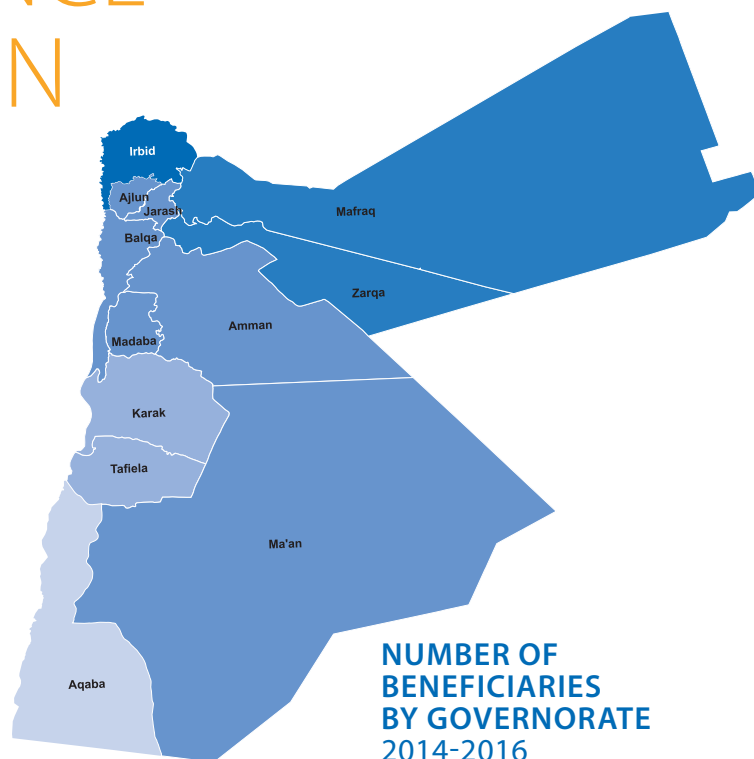 N
Irbid
Ajlun
Jarash
Mafraq
Balqa
Zarqa
Amman
Madaba
Karak
Tafiela
Ma'an
Aqaba
NUMBER OF
BENEFICIARIES
BY GOVERNORATE
2014-2016